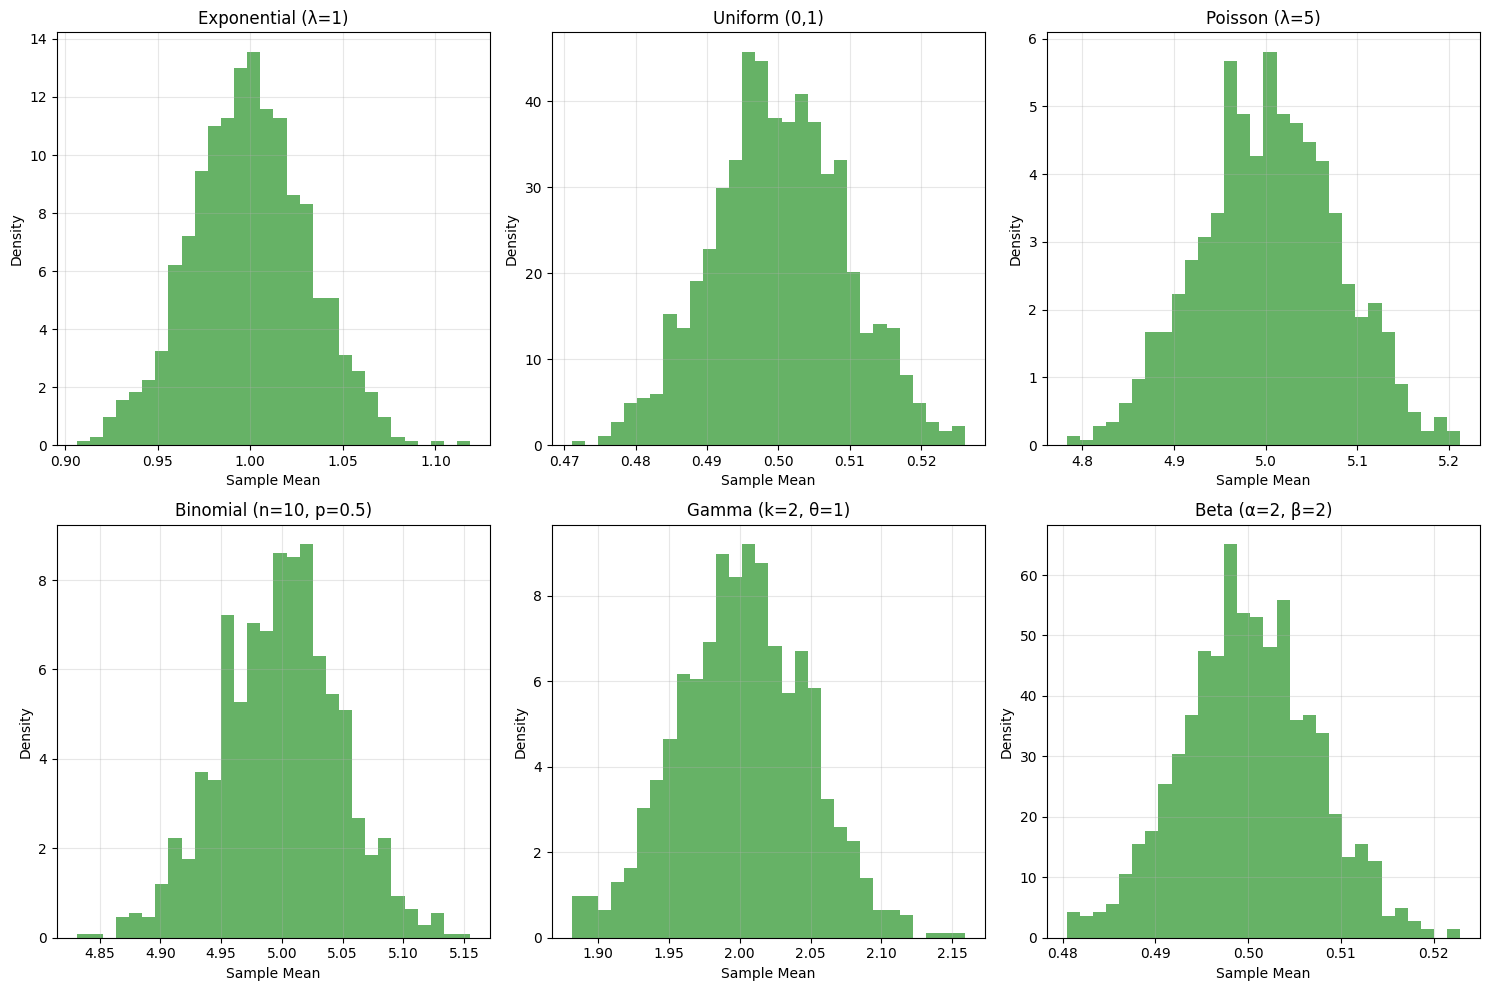 Exponential (λ=1)
14
12
10
8
6
4
2
0
Density
0.90 0.95 1.00 1.05 1.10
Sample Mean
Uniform (0,1)
40
30
20
10
0
Density
0.47 0.48 0.49 0.50 0.51 0.52
Sample Mean
Poisson (λ=5)
6
5
4
3
2
1
0
Density
4.8 4.9 5.0 5.1 5.2
Sample Mean
Binomial (n=10, p=0.5)
8
6
4
2
0
Density
4.85 4.90 4.95 5.00 5.05 5.10 5.15
Sample Mean
Gamma (k=2, θ=1)
8
6
4
2
0
Density
1.90 1.95 2.00 2.05 2.10 2.15
Sample Mean
Beta (α=2, β=2)
60
50
40
30
20
10
0
Density
0.48 0.49 0.50 0.51 0.52
Sample Mean